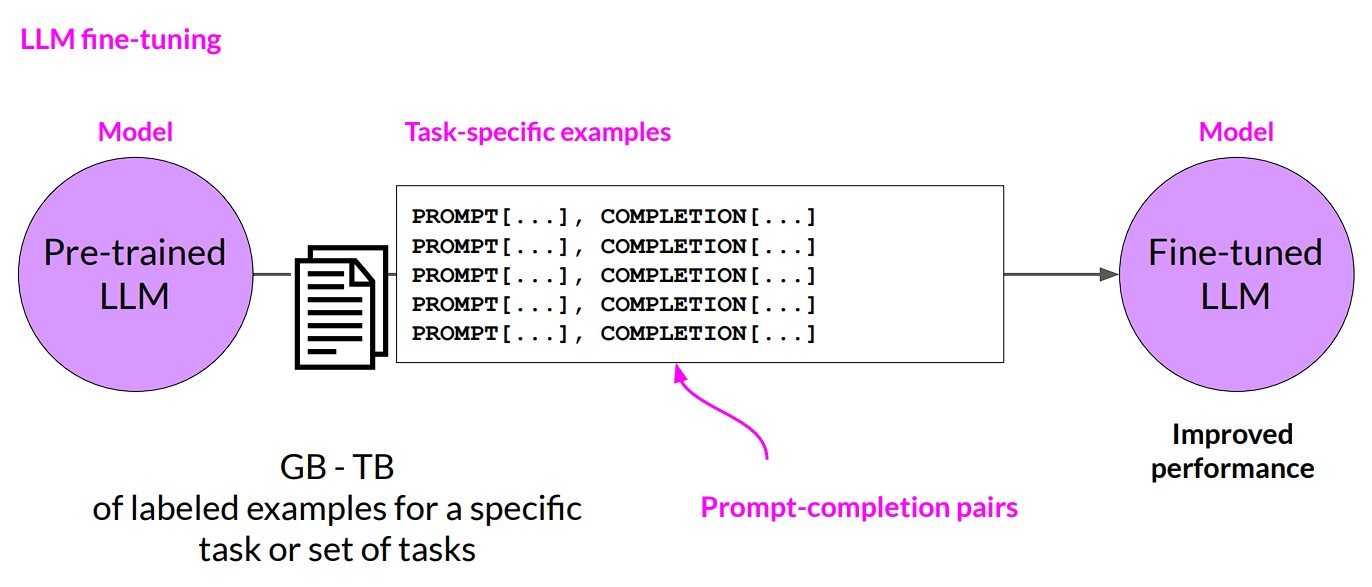 LLM fine-tuning
Model
Task-specific examples
Model
Pre-trained
LLM
PROMPT[...], COMPLETION[...]
PROMPT[...], COMPLETION[...]
PROMPT[...], COMPLETION[...]
PROMPT[...], COMPLETION[...]
PROMPT[...], COMPLETION[...]
Fine-tuned
LLM
GB - TB
of labeled examples for a specific
task or set of tasks
Prompt-completion pairs
Improved
performance